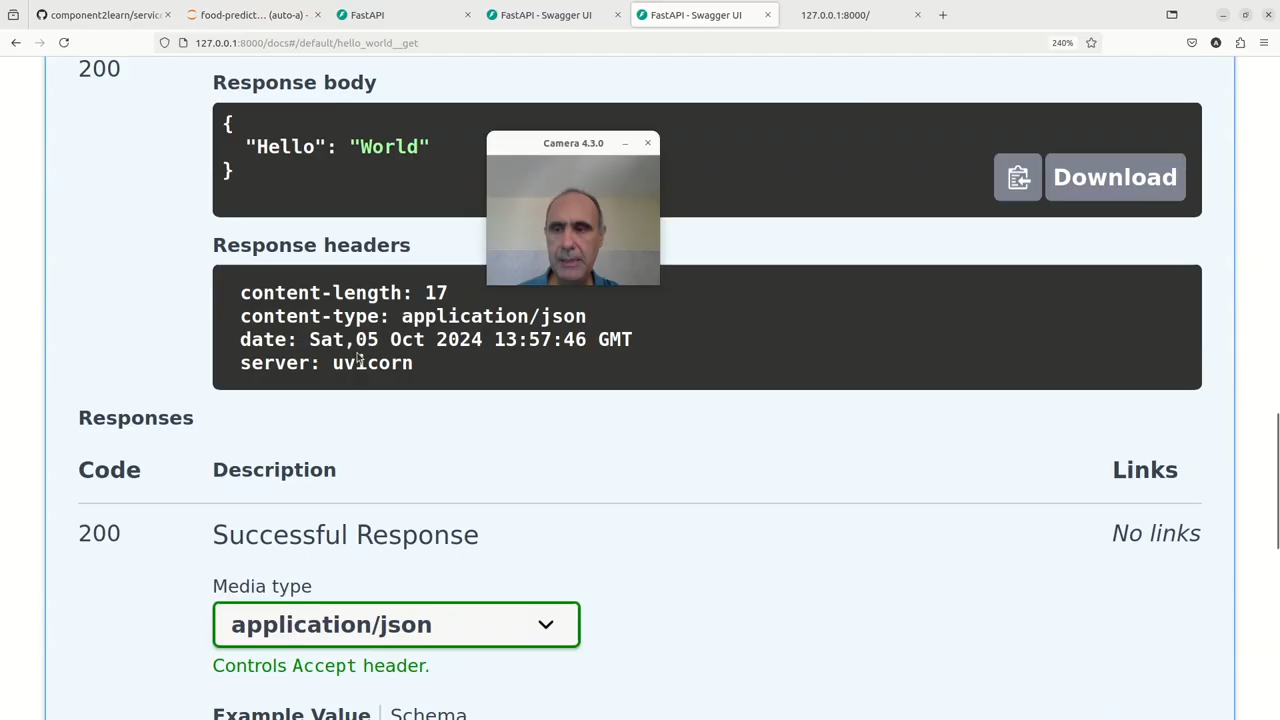 component2learn/servic
food-predict… (auto-a) -
FastAPI
FastAPI - Swagger UI
FastAPI - Swagger UI
127.0.0.1:8000/
127.0.0.1:8000/docs#/default/hello_world__get
240%
200
Response body
{
"Hello": "World"
}
Download
Camera 4.3.0
Response headers
content-length: 17
content-type: application/json
date: Sat,05 Oct 2024 13:57:46 GMT
server: uvicorn
Responses
Code
Description
Links
200
Successful Response
No links
Media type
application/json
Controls Accept header.
Example Value
Schema